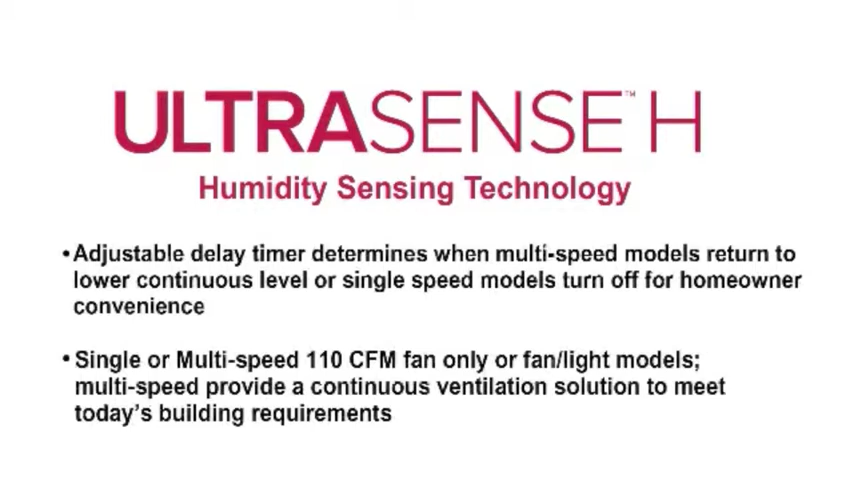 ULTRASENSE™ H
Humidity Sensing Technology
•Adjustable delay timer determines when multi-speed models return to
lower continuous level or single speed models turn off for homeowner
convenience
• Single or Multi-speed 110 CFM fan only or fan/light models;
multi-speed provide a continuous ventilation solution to meet
today's building requirements